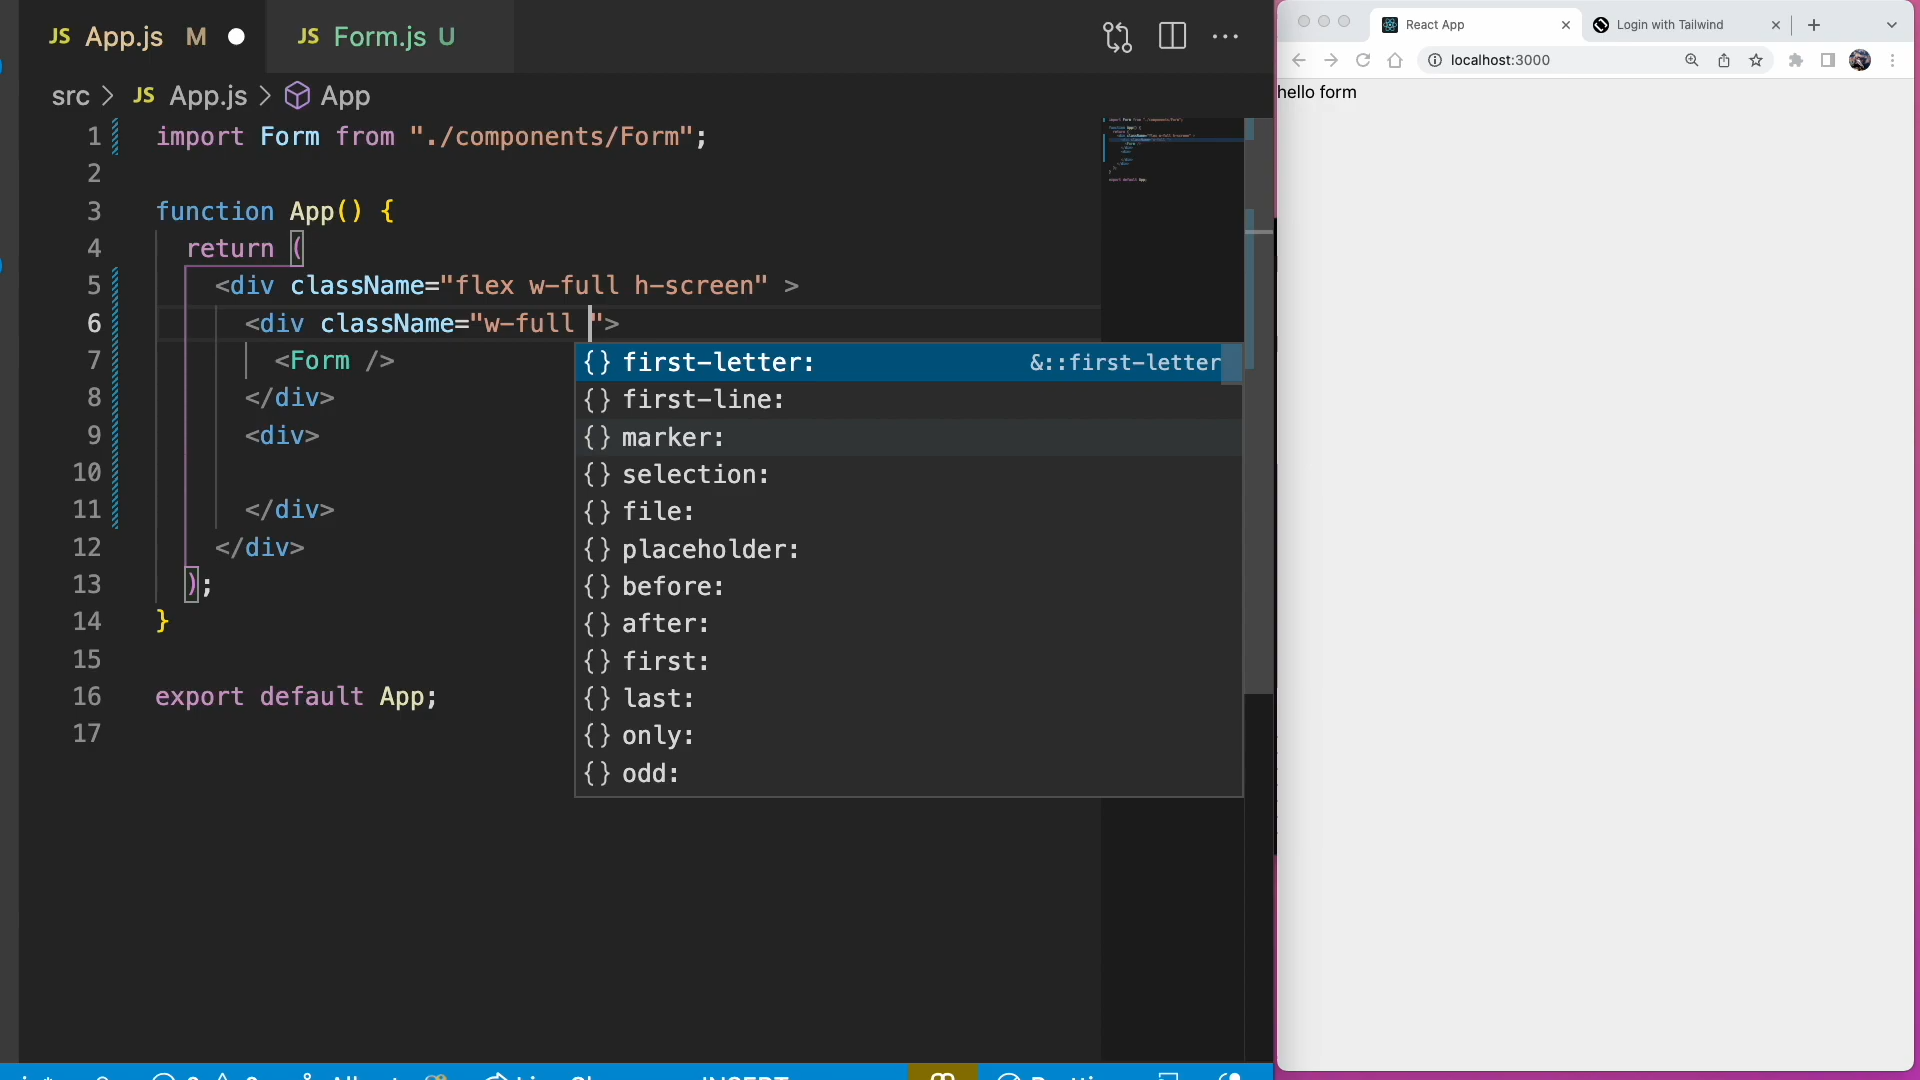 JS App.js M
JS Form.js U
src > JS App.js > App
1 import Form from "./components/Form";
2
3 function App() {
4 return (
5 <div className="flex w-full h-screen" >
6 <div className="w-full ">
7 <Form />
8 </div>
9 <div>
10
11 </div>
12 </div>
13 );
14 }
15
16 export default App;
17
{} first-letter: &::first-letter
{} first-line:
{} marker:
{} selection:
{} file:
{} placeholder:
{} before:
{} after:
{} first:
{} last:
{} only:
{} odd:
React App
Login with Tailwind
localhost:3000
hello form